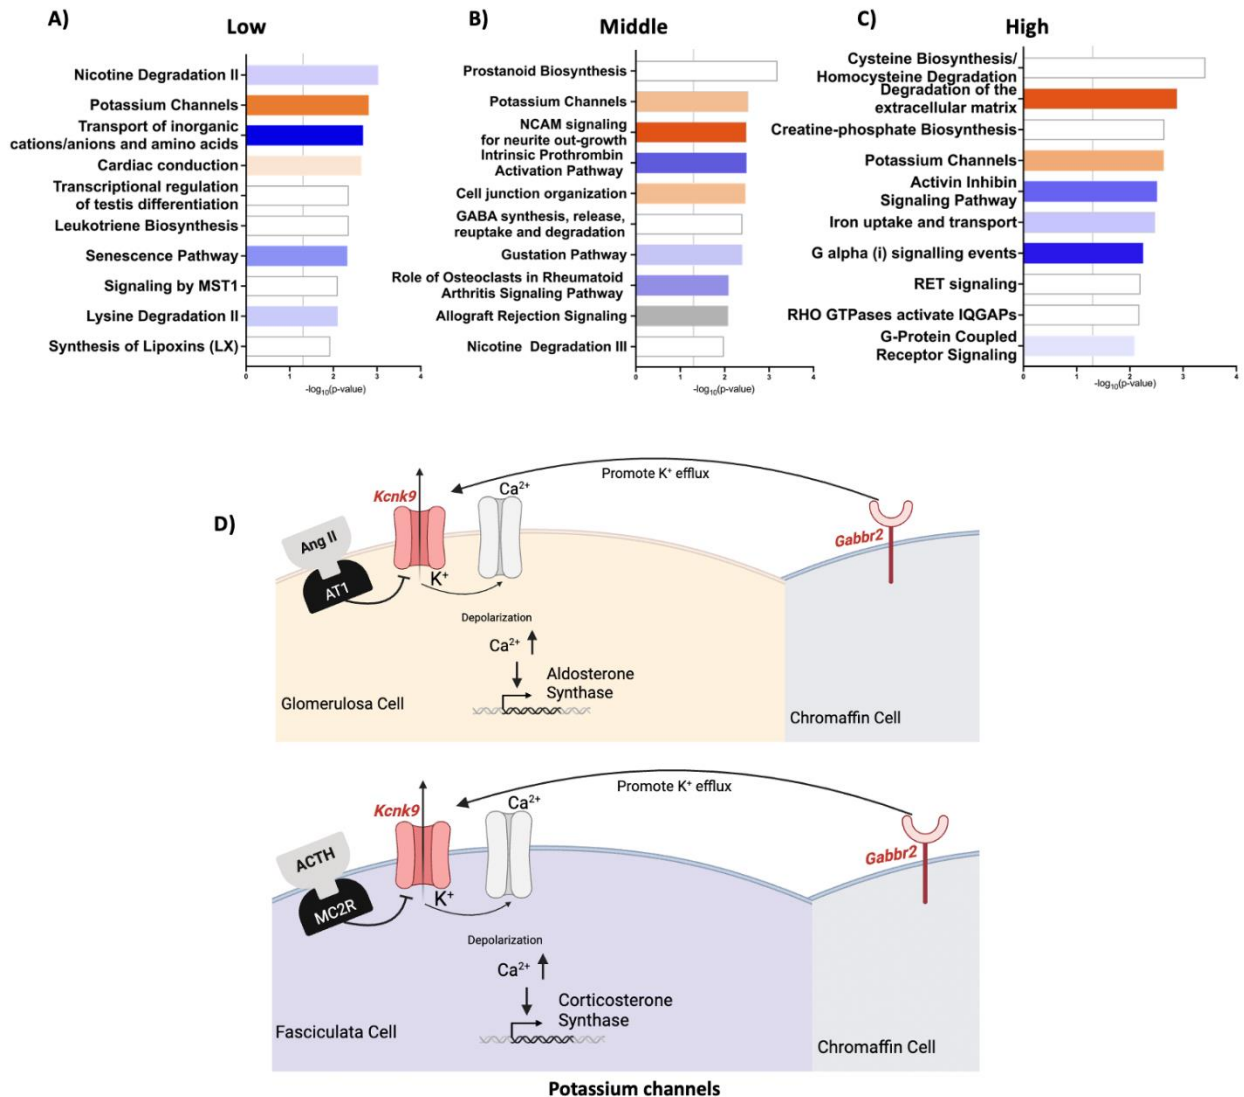 A)
Low
Nicotine Degradation II
Potassium Channels
Transport of inorganic
cations/anions and amino acids
Cardiac conduction
Transcriptional regulation
of testis differentiation
Leukotriene Biosynthesis
Senescence Pathway
Signaling by MST1
Lysine Degradation II
Synthesis of Lipoxins (LX)
0 1 2 3 4
-log10(p-value)
B)
Middle
Prostanoid Biosynthesis
Potassium Channels
NCAM signaling
for neurite out-growth
Intrinsic Prothrombin
Activation Pathway
Cell junction organization
GABA synthesis, release,
reuptake and degradation
Gustation Pathway
Role of Osteoclasts in Rheumatoid
Arthritis Signaling Pathway
Allograft Rejection Signaling
Nicotine Degradation III
0 1 2 3 4
-log10(p-value)
C)
High
Cysteine Biosynthesis/
Homocysteine Degradation
Degradation of the
extracellular matrix
Creatine-phosphate Biosynthesis
Potassium Channels
Activin Inhibin
Signaling Pathway
Iron uptake and transport
G alpha (i) signalling events
RET signaling
RHO GTPases activate IQGAPs
G-Protein Coupled
Receptor Signaling
0 1 2 3 4
-log10(p-value)
D)
Promote K+ efflux
Kcnk9
Ca2+
Gabbr2
Ang II
AT1
K+
Depolarization
Ca2+
Aldosterone
Synthase
Glomerulosa Cell
Chromaffin Cell
Promote K+ efflux
Kcnk9
Ca2+
Gabbr2
ACTH
MC2R
K+
Depolarization
Ca2+
Corticosterone
Synthase
Fasciculata Cell
Chromaffin Cell
Potassium channels